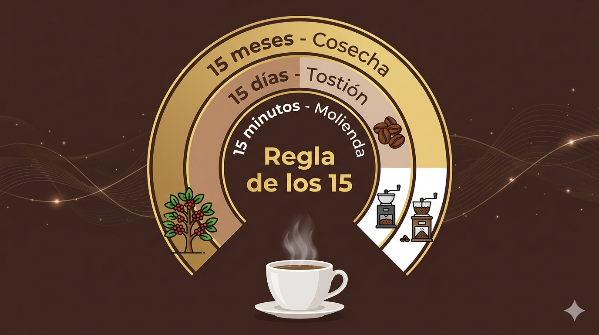 15 meses - Cosecha
15 días - Tostión
15 minutos - Molienda
Regla
de los 15